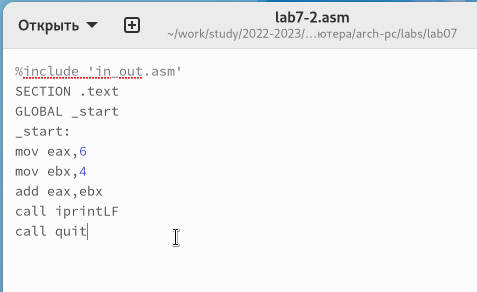 Открыть
lab7-2.asm
~/work/study/2022-2023/…ютера/arch-pc/labs/lab07
%include 'in_out.asm'
SECTION .text
GLOBAL _start
_start:
mov eax,6
mov ebx,4
add eax,ebx
call iprintLF
call quit